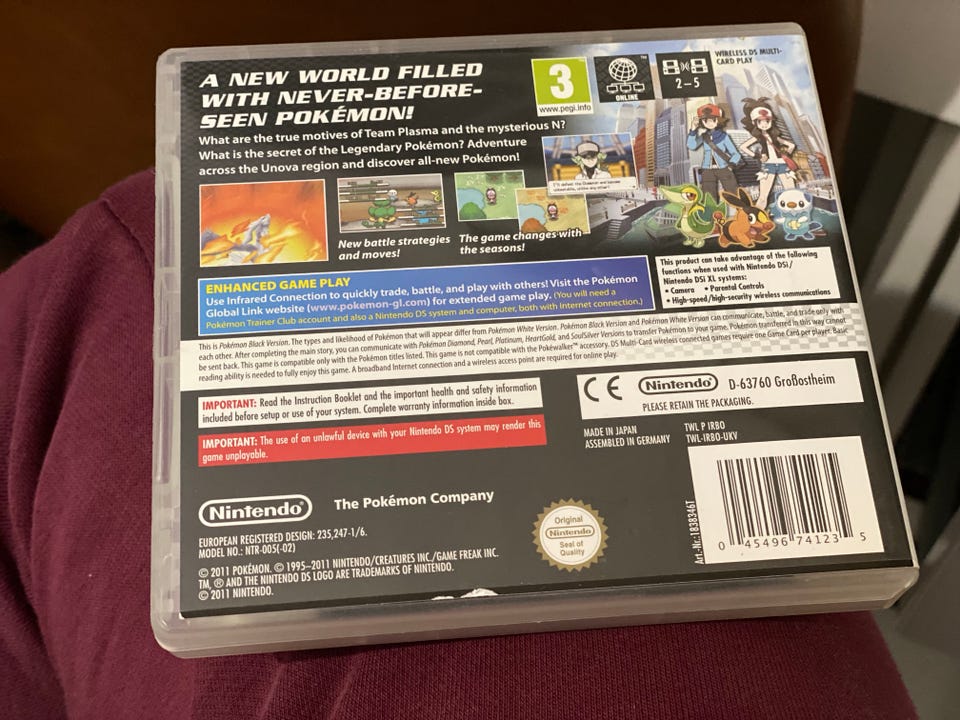 A NEW WORLD FILLED
WITH NEVER-BEFORE-
SEEN POKÉMON!
What are the true motives of Team Plasma and the mysterious N?
What is the secret of the Legendary Pokémon? Adventure
across the Unova region and discover all-new Pokémon!
3
www.pegi.info
ONLINE
2–5
WIRELESS DS MULTI-
CARD PLAY
New battle strategies
and moves!
The game changes with
the seasons!
ENHANCED GAME PLAY
Use Infrared Connection to quickly trade, battle, and play with others! Visit the Pokémon
Global Link website (www.pokemon-gl.com) for extended game play. (You will need a
Pokémon Trainer Club account and also a Nintendo DS system and computer, both with Internet connection.)
This product can take advantage of the following
functions when used with Nintendo DSi/
Nintendo DSi XL systems:
• Camera • Parental Controls
• High-speed/high-security wireless communications
This is Pokémon Black Version. The types and likelihood of Pokémon that will appear differ from Pokémon White Version. Pokémon Black Version and Pokémon White Version can communicate, battle, and trade only with
each other. After completing the main story, you can communicate with Pokémon Diamond, Pearl, Platinum, HeartGold, and SoulSilver Versions to transfer Pokémon to your game. Pokémon transferred in this way cannot
be sent back. This game is compatible only with the Pokémon titles listed. This game is not compatible with the Pokéwalker™ accessory. DS Multi-Card wireless connected games require one Game Card per player. Basic
reading ability is needed to fully enjoy this game. A broadband Internet connection and a wireless access point are required for online play.
IMPORTANT: Read the Instruction Booklet and the important health and safety information
included before setup or use of your system. Complete warranty information inside box.
IMPORTANT: The use of an unlawful device with your Nintendo DS system may render this
game unplayable.
CE Nintendo® D-63760 Großostheim
PLEASE RETAIN THE PACKAGING.
MADE IN JAPAN
ASSEMBLED IN GERMANY
TWL P IRBO
TWL-IRBO-UKV
Nintendo®
The Pokémon Company
EUROPEAN REGISTERED DESIGN: 235,247-1/6.
MODEL NO.: NTR-005(-02)
© 2011 POKÉMON. © 1995–2011 NINTENDO/CREATURES INC./GAME FREAK INC.
TM, ® AND THE NINTENDO DS LOGO ARE TRADEMARKS OF NINTENDO.
© 2011 NINTENDO.
Original
Nintendo
Seal of
Quality
Art.-Nr.:1838346T
0 45496 74123 5